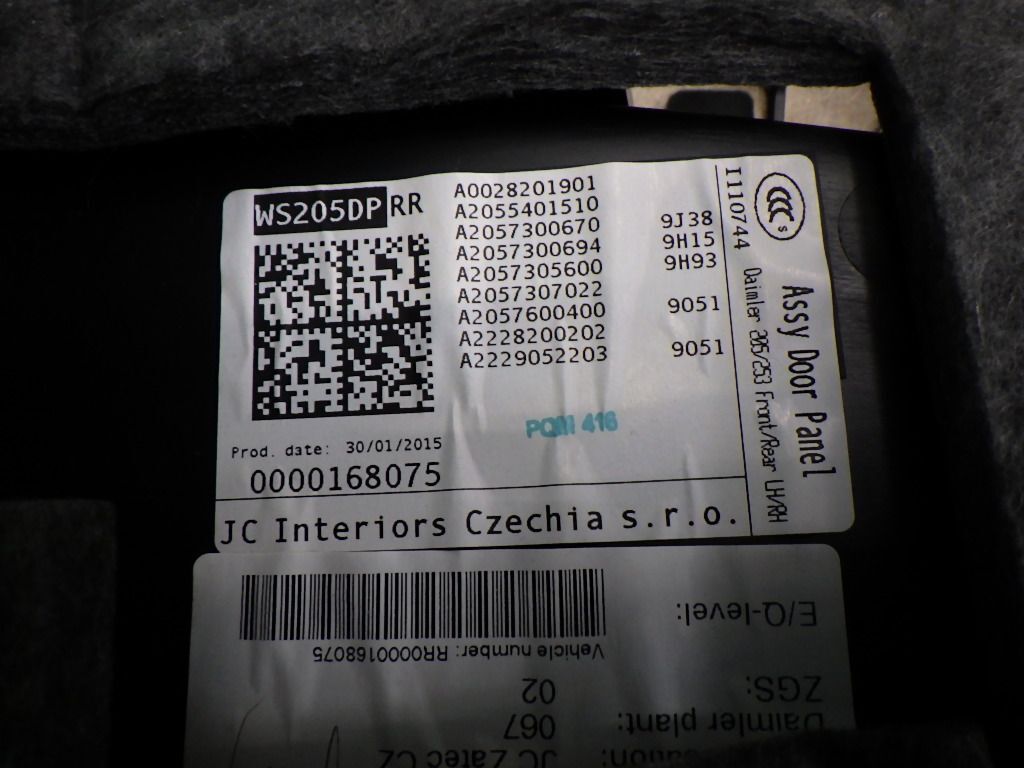 WS205DP RR
A0028201901
A2055401510
A2057300670 9J38
A2057300694 9H15
A2057305600 9H93
A2057307022
A2057600400 9051
A2228200202
A2229052203 9051
PQM 416
Prod. date: 30/01/2015
0000168075
JC Interiors Czechia s.r.o.
I110744
CCC S
Assy Door Panel
Daimler 205/253 Front/Rear LH/RH
E/Q-level:
Vehicle number: RR0000168075
ZGS: 02
Daimler plant: 067
JC Zatec CZ